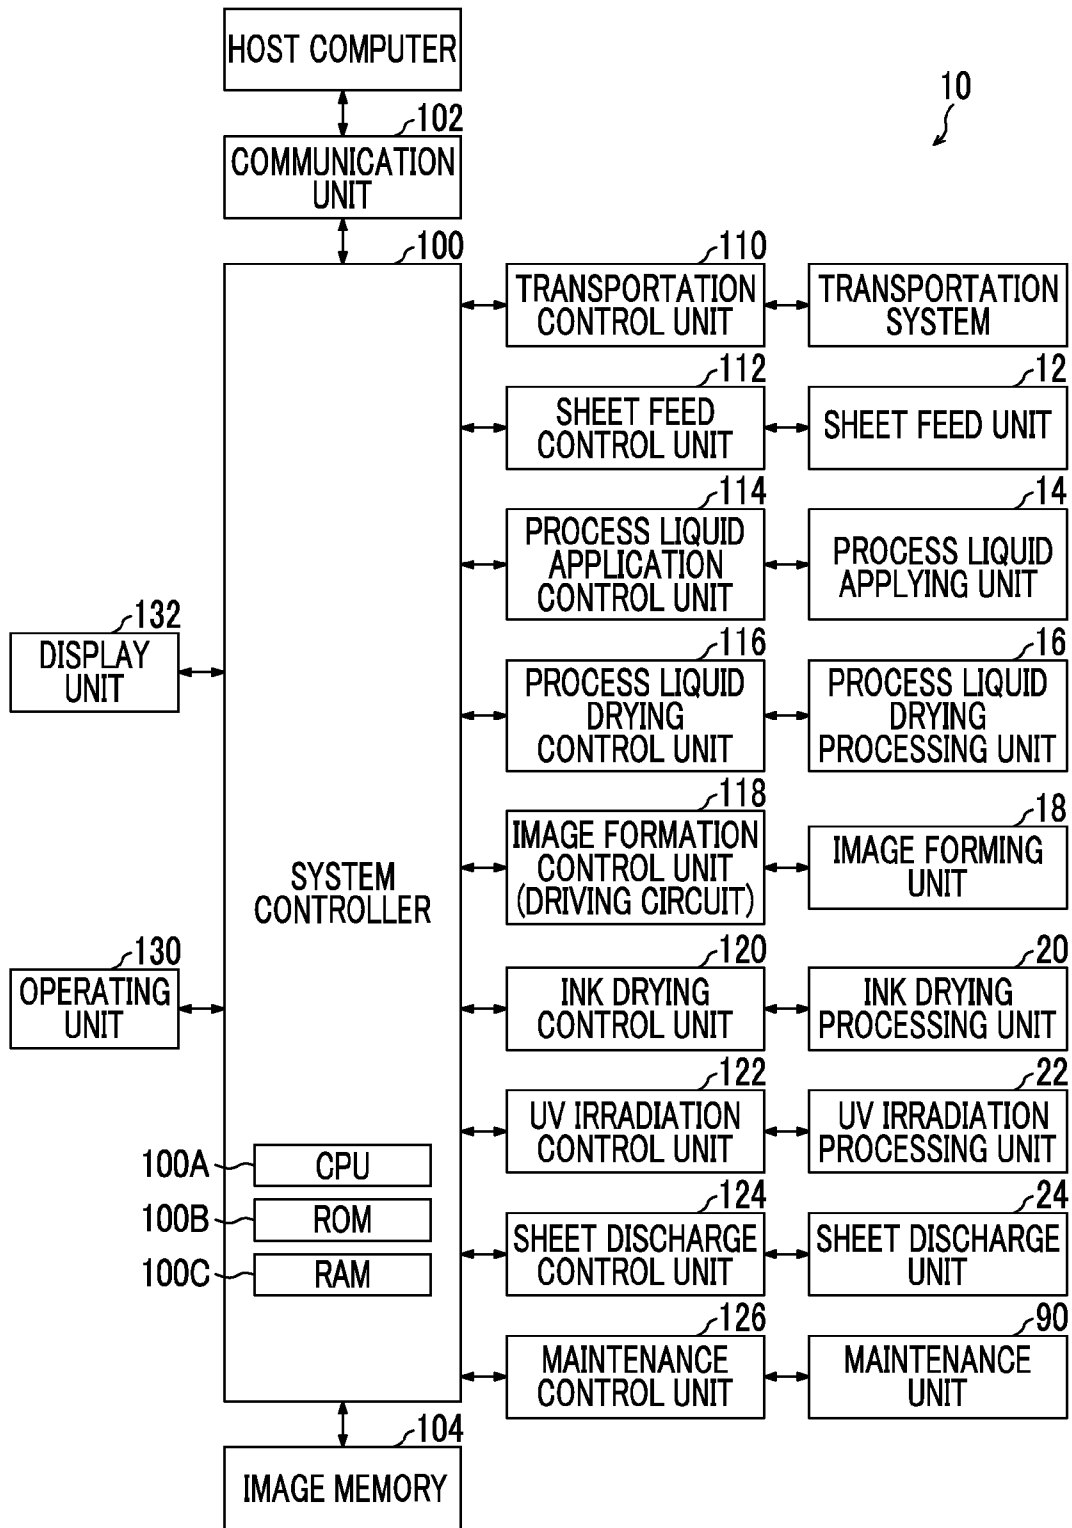 HOST COMPUTER
10
102
COMMUNICATION
UNIT
100
SYSTEM
CONTROLLER
110
TRANSPORTATION
CONTROL UNIT
TRANSPORTATION
SYSTEM
112
SHEET FEED
CONTROL UNIT
12
SHEET FEED UNIT
114
PROCESS LIQUID
APPLICATION
CONTROL UNIT
14
PROCESS LIQUID
APPLYING UNIT
132
DISPLAY
UNIT
116
PROCESS LIQUID
DRYING
CONTROL UNIT
16
PROCESS LIQUID
DRYING
PROCESSING UNIT
118
IMAGE FORMATION
CONTROL UNIT
(DRIVING CIRCUIT)
18
IMAGE FORMING
UNIT
130
OPERATING
UNIT
120
INK DRYING
CONTROL UNIT
20
INK DRYING
PROCESSING UNIT
122
UV IRRADIATION
CONTROL UNIT
22
UV IRRADIATION
PROCESSING UNIT
100A
CPU
100B
ROM
100C
RAM
124
SHEET DISCHARGE
CONTROL UNIT
24
SHEET DISCHARGE
UNIT
126
MAINTENANCE
CONTROL UNIT
90
MAINTENANCE
UNIT
104
IMAGE MEMORY